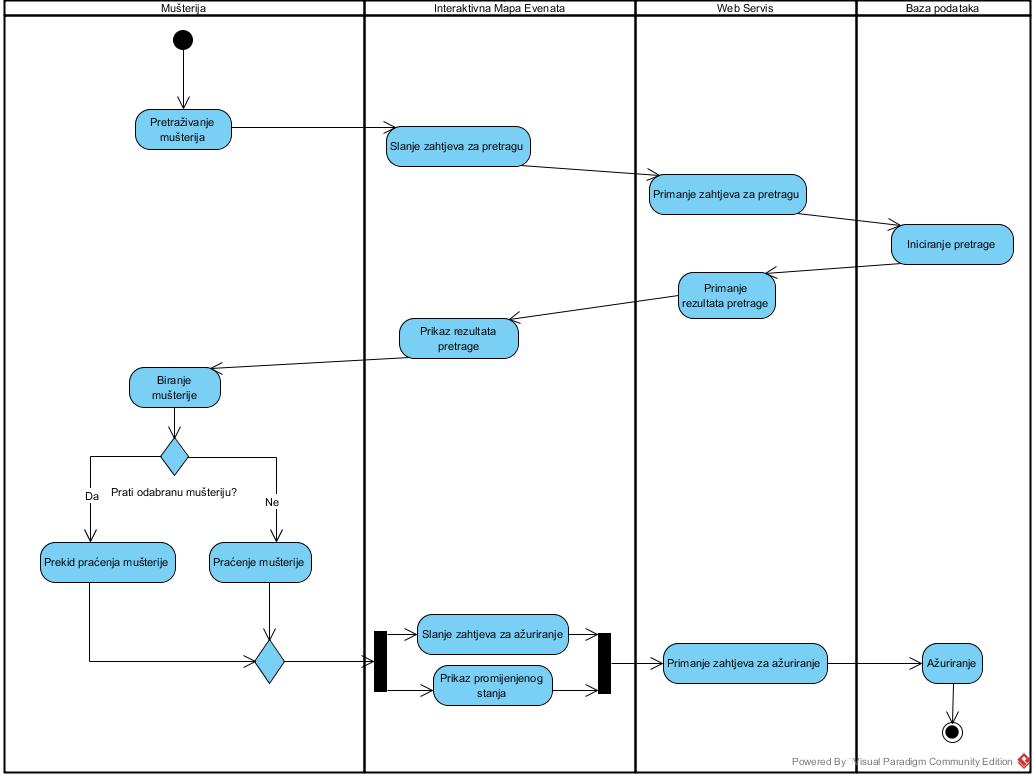 Mušterija
Interaktivna Mapa Evenata
Web Servis
Baza podataka
Pretraživanje
mušterija
Slanje zahtjeva za pretragu
Primanje zahtjeva za pretragu
Iniciranje pretrage
Primanje
rezultata pretrage
Prikaz rezultata
pretrage
Biranje
mušterije
Prati odabranu mušteriju?
Da
Ne
Prekid praćenja mušterije
Praćenje mušterije
Slanje zahtjeva za ažuriranje
Prikaz promijenjenog
stanja
Primanje zahtjeva za ažuriranje
Ažuriranje
Powered By Visual Paradigm Community Edition